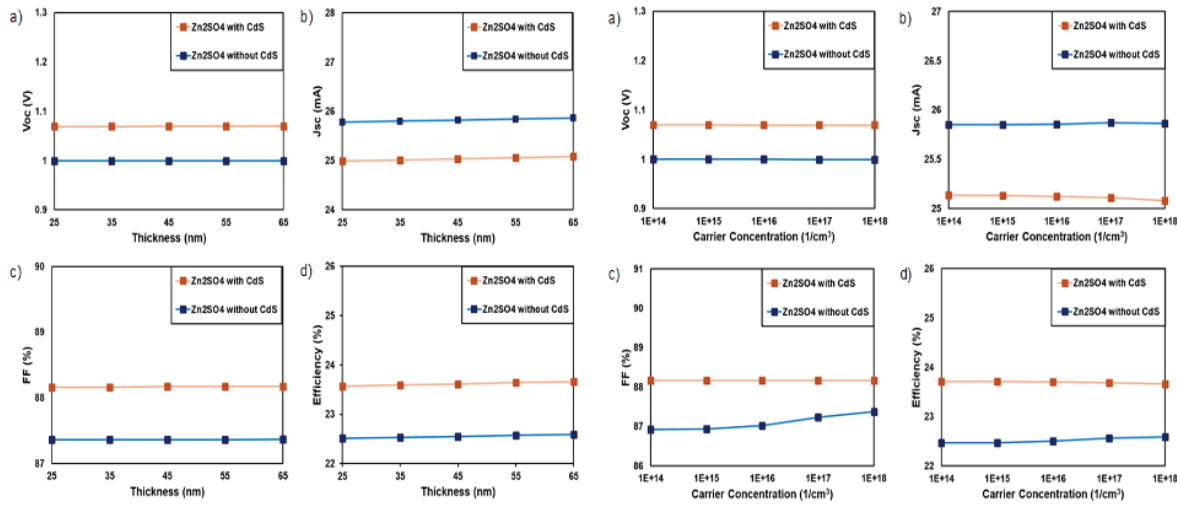 a)
1.3
1.2
1.1
1
0.9
Voc (V)
Zn2SO4 with CdS
Zn2SO4 without CdS
25 35 45 55 65
Thickness (nm)
b)
28
27
26
25
24
Jsc (mA)
Zn2SO4 with CdS
Zn2SO4 without CdS
25 35 45 55 65
Thickness (nm)
a)
1.3
1.2
1.1
1
0.9
Voc (V)
Zn2SO4 with CdS
Zn2SO4 without CdS
1E+14 1E+15 1E+16 1E+17 1E+18
Carrier Concentration (1/cm³)
b)
27
26.5
26
25.5
25
Jsc (mA)
Zn2SO4 with CdS
Zn2SO4 without CdS
1E+14 1E+15 1E+16 1E+17 1E+18
Carrier Concentration (1/cm³)
c)
90
89
88
87
FF (%)
Zn2SO4 with CdS
Zn2SO4 without CdS
25 35 45 55 65
Thickness (nm)
d)
26
25
24
23
22
Efficiency (%)
Zn2SO4 with CdS
Zn2SO4 without CdS
25 35 45 55 65
Thickness (nm)
c)
91
90
89
88
87
86
FF (%)
Zn2SO4 with CdS
Zn2SO4 without CdS
1E+14 1E+15 1E+16 1E+17 1E+18
Carrier Concentration (1/cm³)
d)
26
25
24
23
22
Efficiency (%)
Zn2SO4 with CdS
Zn2SO4 without CdS
1E+14 1E+15 1E+16 1E+17 1E+18
Carrier Concentration (1/cm³)